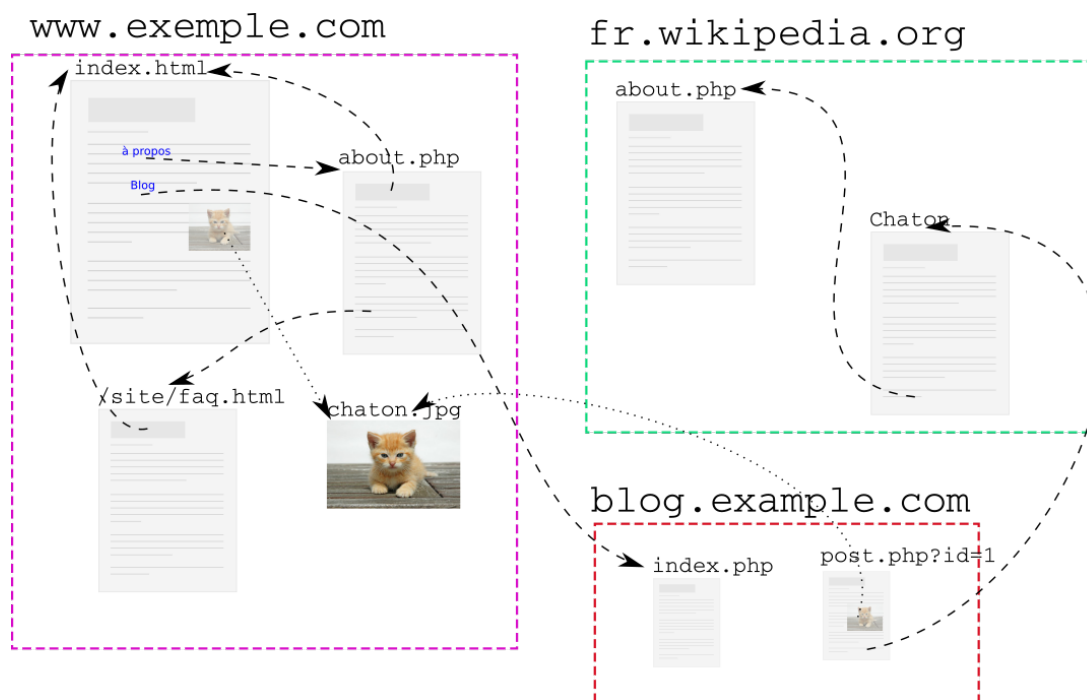 www.exemple.com
index.html
à propos
Blog
about.php
/site/faq.html
chaton.jpg
fr.wikipedia.org
about.php
Chaton
blog.example.com
index.php
post.php?id=1